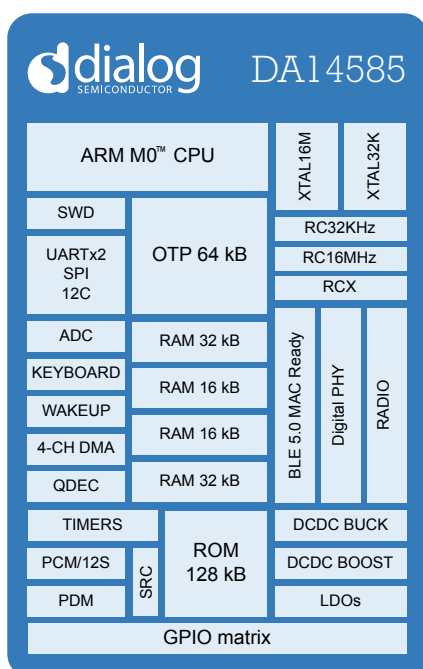 dialog
SEMICONDUCTOR
DA14585
ARM M0™ CPU
XTAL16M
XTAL32K
SWD
UARTx2
SPI
12C
OTP 64 kB
RC32KHz
RC16MHz
RCX
ADC
KEYBOARD
WAKEUP
4-CH DMA
QDEC
RAM 32 kB
RAM 16 kB
RAM 16 kB
RAM 32 kB
BLE 5.0 MAC Ready
Digital PHY
RADIO
TIMERS
PCM/12S
PDM
SRC
ROM
128 kB
DCDC BUCK
DCDC BOOST
LDOs
GPIO matrix